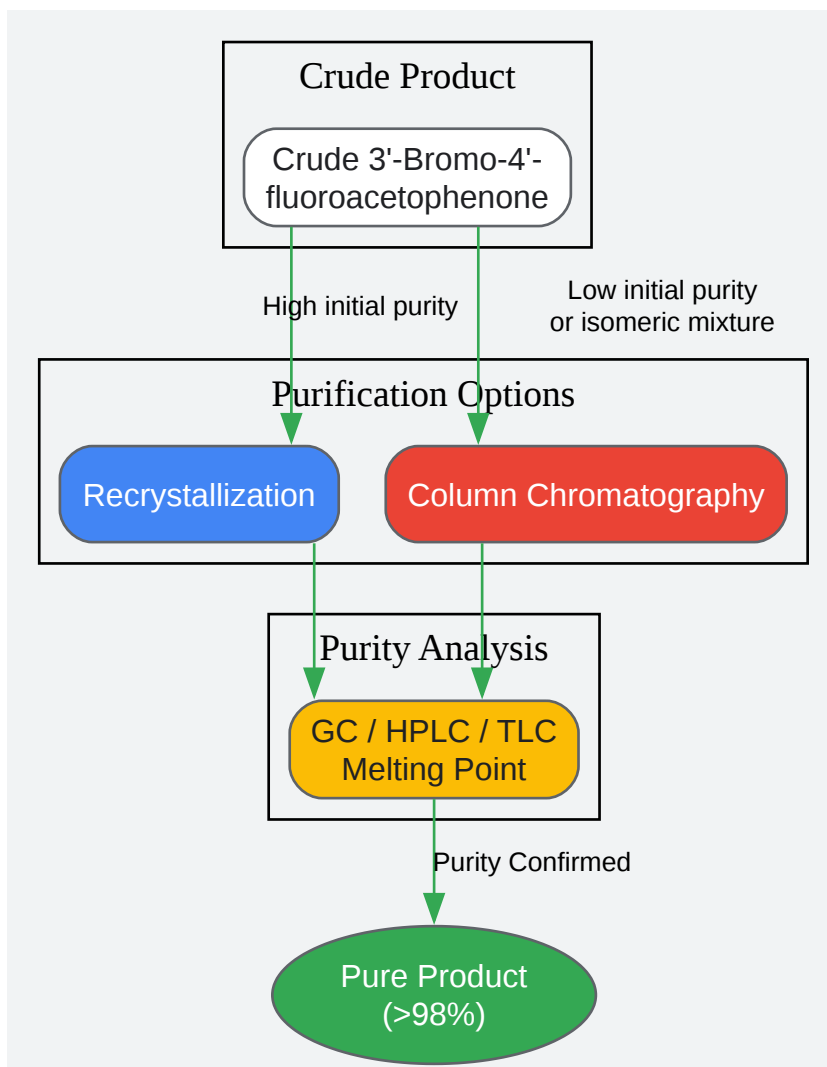 Crude Product
Crude 3'-Bromo-4'-
fluoroacetophenone
High initial purity
Low initial purity
or isomeric mixture
Purification Options
Recrystallization
Column Chromatography
Purity Analysis
GC / HPLC / TLC
Melting Point
Purity Confirmed
Pure Product
(>98%)